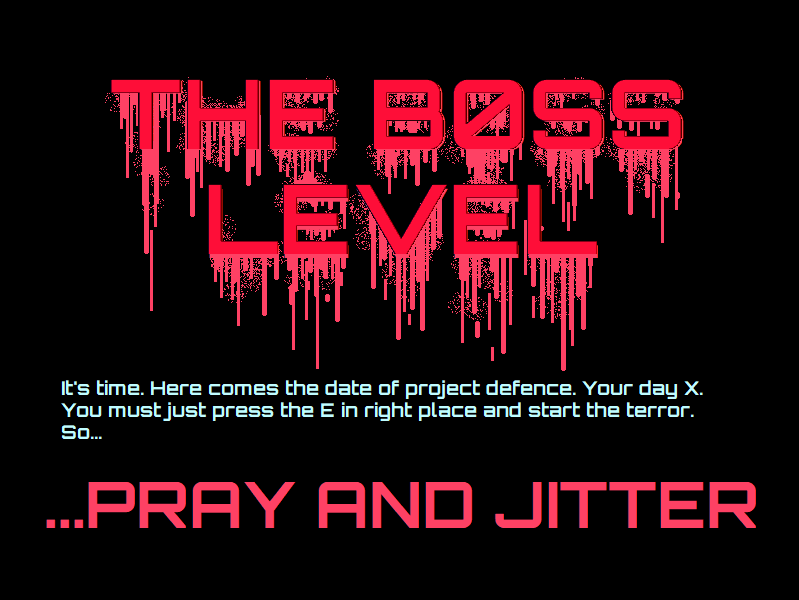 THE B0SS
LEVEL
It's time. Here comes the date of project defence. Your day X.
You must just press the E in right place and start the terror.
So...
...PRAY AND JITTER